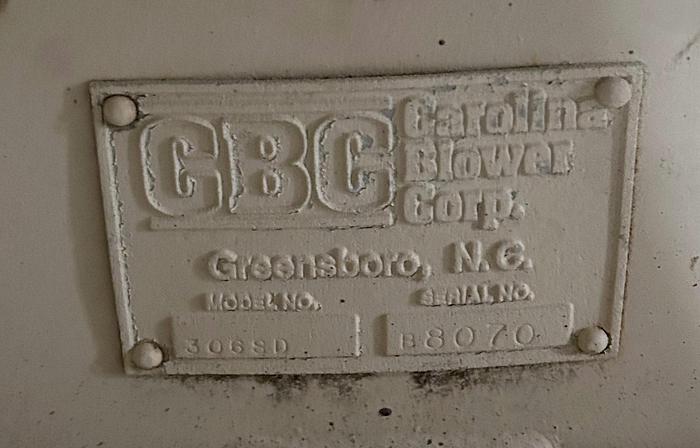 CBC
Carolina
Blower
Corp.
Greensboro, N.C.
MODEL NO. SERIAL NO.
306SD B8070